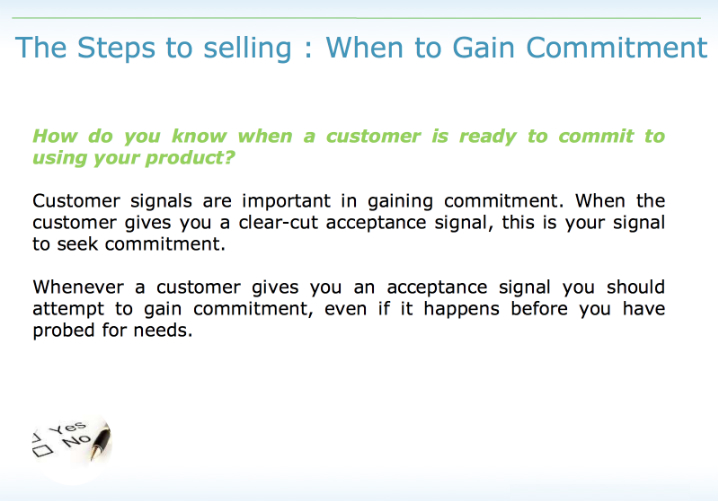 The Steps to selling : When to Gain Commitment
How do you know when a customer is ready to commit to
using your product?
Customer signals are important in gaining commitment. When the
customer gives you a clear-cut acceptance signal, this is your signal
to seek commitment.
Whenever a customer gives you an acceptance signal you should
attempt to gain commitment, even if it happens before you have
probed for needs.
Yes
No